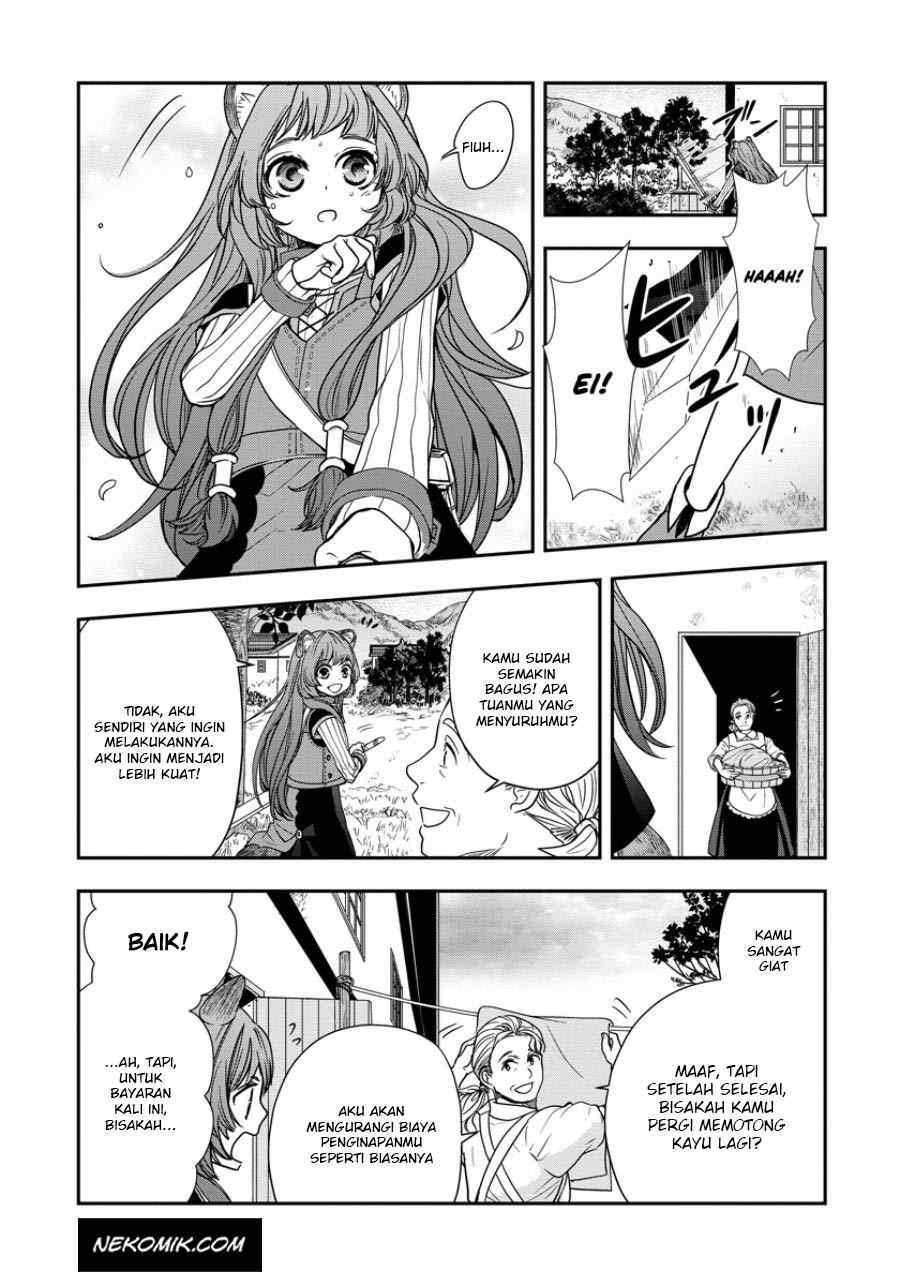 HAAAH!
EI!
ヒュ
FIUH...
KAMU SUDAH
SEMAKIN
BAGUS! APA
TUANMU YANG
MENYURUHMU?
TIDAK, AKU
SENDIRI YANG INGIN
MELAKUKANNYA.
AKU INGIN MENJADI
LEBIH KUAT!
KAMU
SANGAT
GIAT
MAAF, TAPI
SETELAH SELESAI,
BISAKAH KAMU
PERGI MEMOTONG
KAYU LAGI?
AKU AKAN
MENGURANGI BIAYA
PENGINAPANMU
SEPERTI BIASANYA
BAIK!
...AH, TAPI,
UNTUK
BAYARAN
KALI INI,
BISAKAH...
NEKOMIK.COM